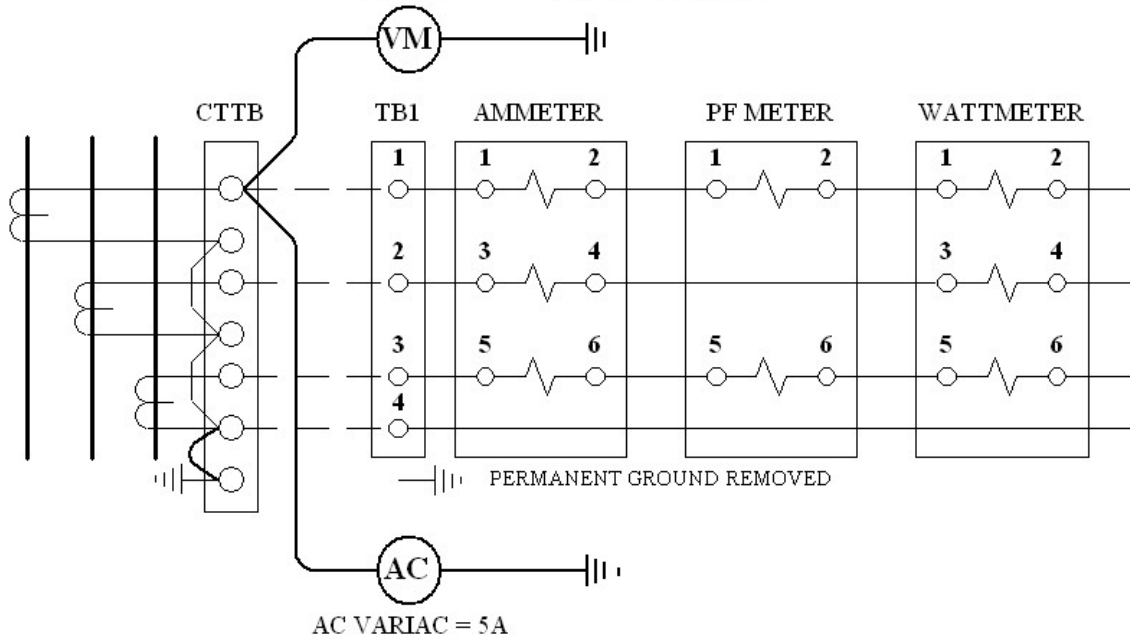 VM
CTTB TB1 AMMETER PF METER WATTMETER
1 1 2 1 2 1 2
2 3 4 3 4
3 5 6 5 6 5 6
4
PERMANENT GROUND REMOVED
AC
AC VARIAC = 5A